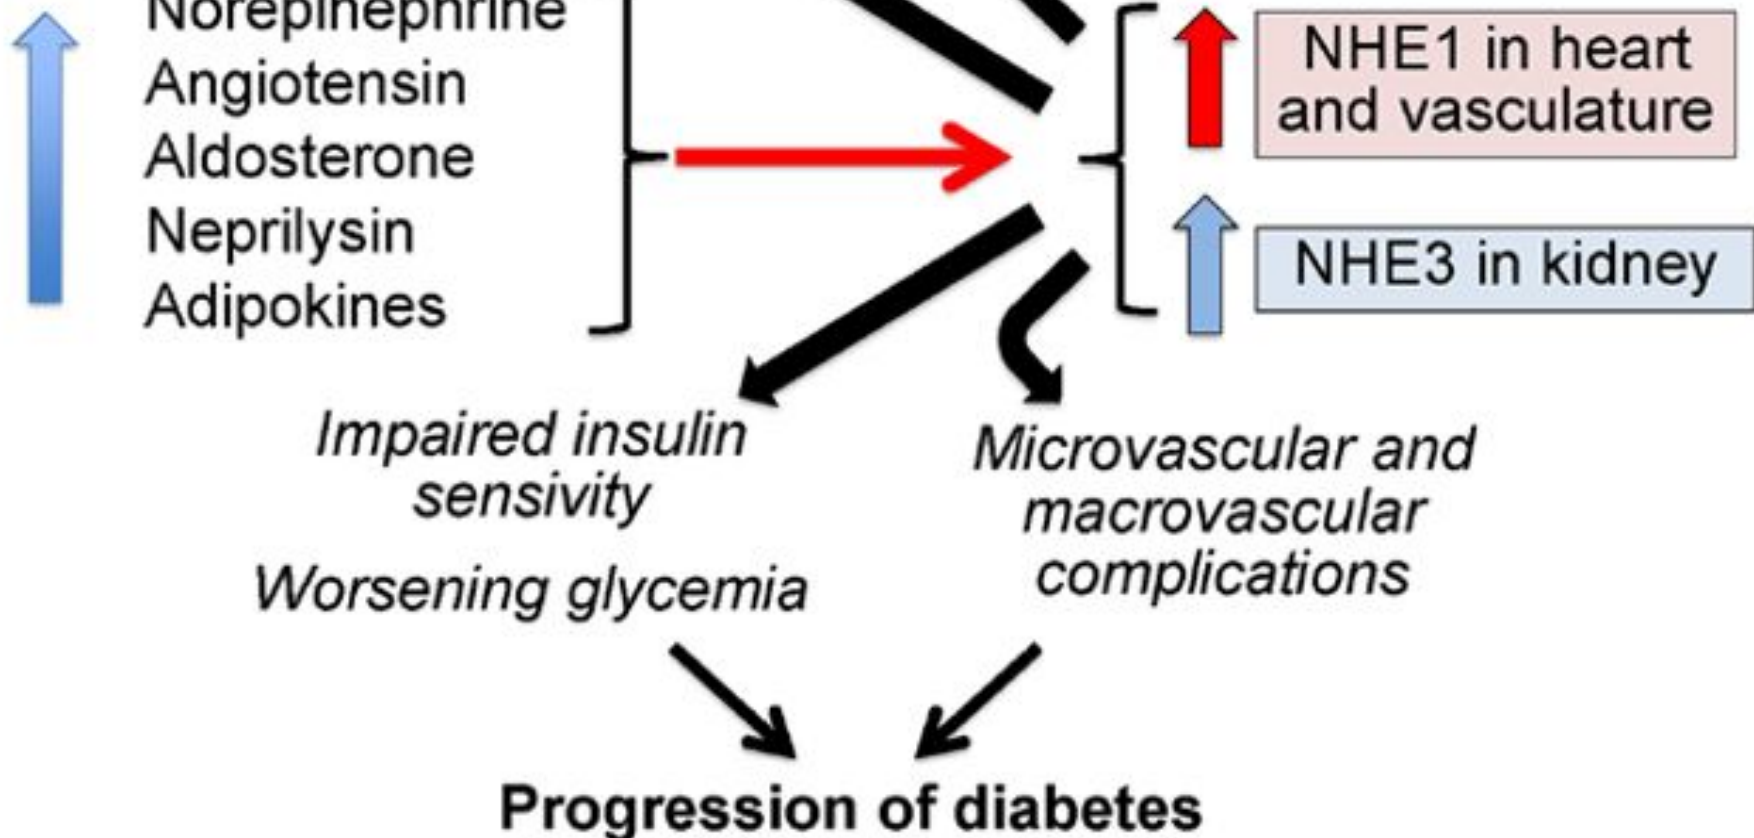 Norepinephrine
Angiotensin
Aldosterone
Neprilysin
Adipokines
NHE1 in heart
and vasculature
NHE3 in kidney
Impaired insulin
sensivity
Worsening glycemia
Microvascular and
macrovascular
complications
Progression of diabetes